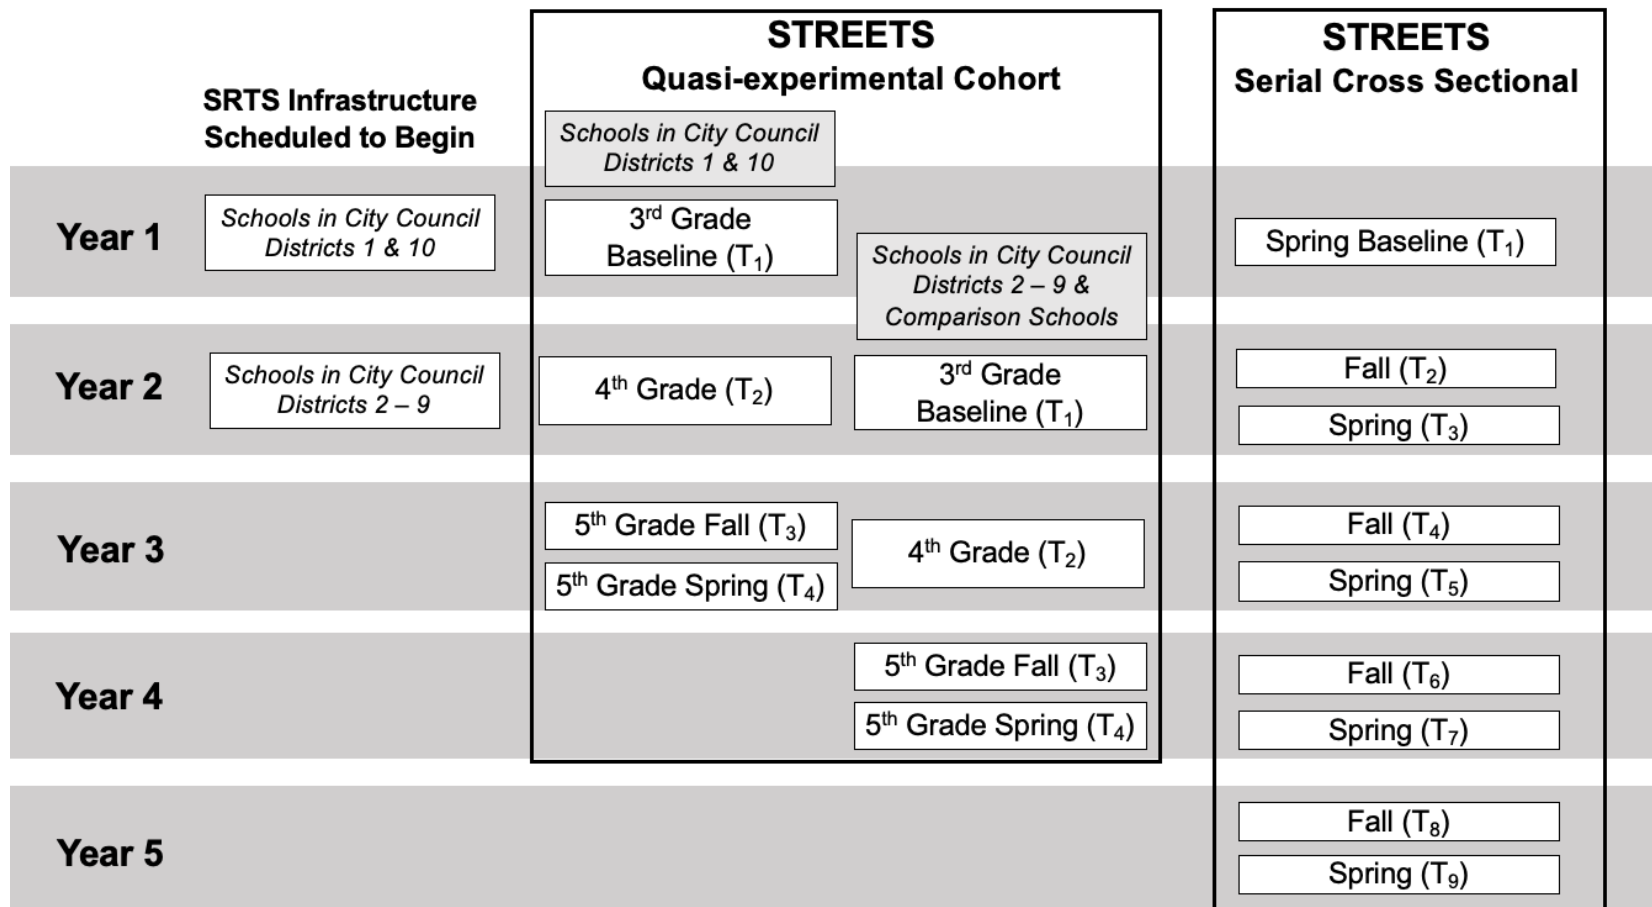 STREETS
Quasi-experimental Cohort
STREETS
Serial Cross Sectional
SRTS Infrastructure
Scheduled to Begin
Schools in City Council
Districts 1 & 10
Year 1
Schools in City Council
Districts 1 & 10
3rd Grade
Baseline (T1)
Schools in City Council
Districts 2 – 9 &
Comparison Schools
Spring Baseline (T1)
Year 2
Schools in City Council
Districts 2 – 9
4th Grade (T2)
3rd Grade
Baseline (T1)
Fall (T2)
Spring (T3)
Year 3
5th Grade Fall (T3)
5th Grade Spring (T4)
4th Grade (T2)
Fall (T4)
Spring (T5)
Year 4
5th Grade Fall (T3)
5th Grade Spring (T4)
Fall (T6)
Spring (T7)
Year 5
Fall (T8)
Spring (T9)